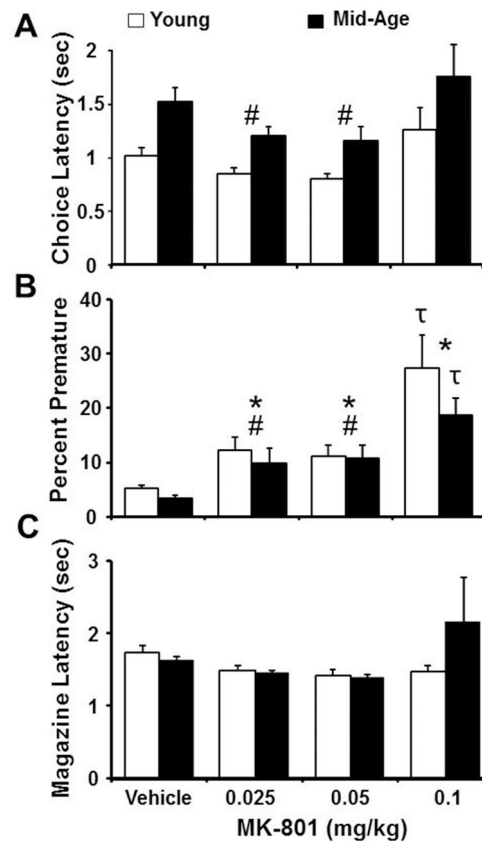 A
Young Mid-Age
Choice Latency (sec)
2
1.5
1
0.5
0
# #
B
Percent Premature
40
30
20
10
0
* *
# #
τ
*
τ
C
Magazine Latency (sec)
3
2
1
0
Vehicle 0.025 0.05 0.1
MK-801 (mg/kg)